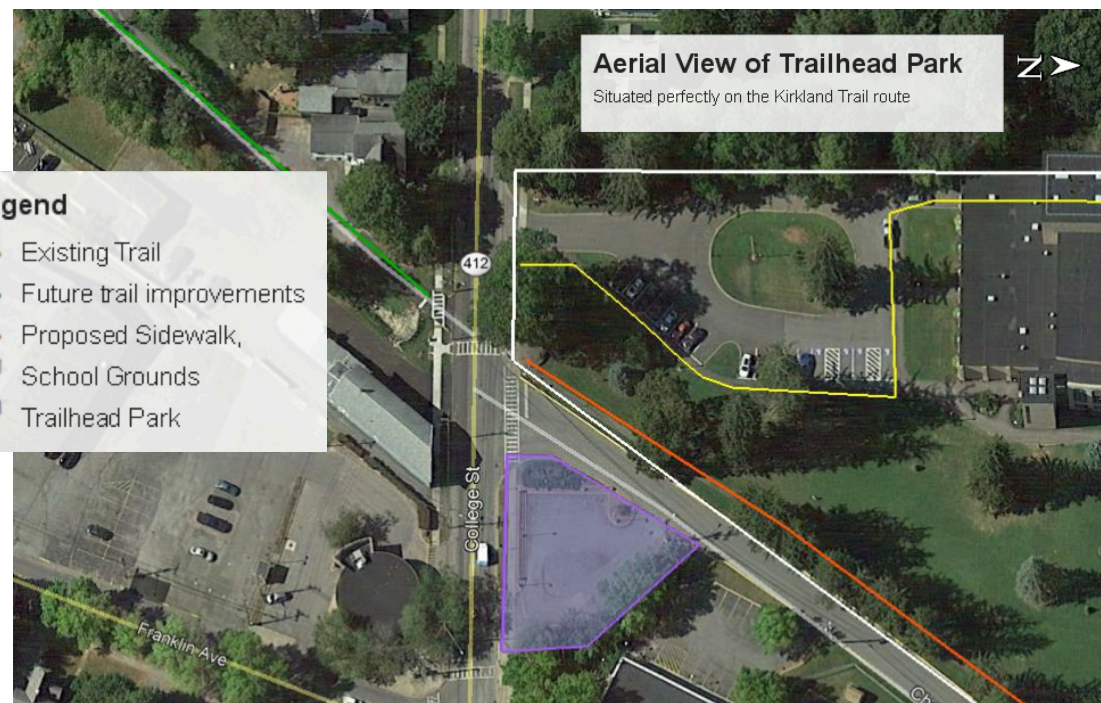 Aerial View of Trailhead Park
Situated perfectly on the Kirkland Trail route
N
gend
Existing Trail
Future trail improvements
Proposed Sidewalk,
School Grounds
Trailhead Park
412
College St
Franklin Ave
Ch